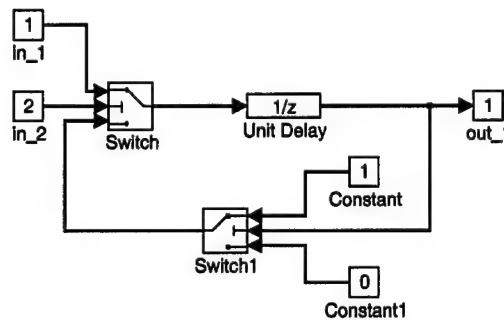 1
in_1
2
in_2
Switch
1/z
Unit Delay
1
out_1
Switch1
1
Constant
0
Constant1